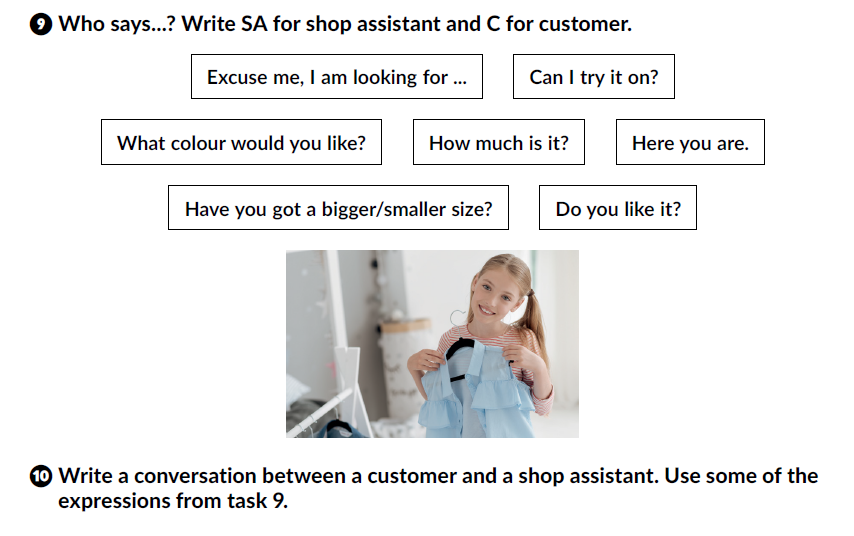 9 Who says...? Write SA for shop assistant and C for customer.
Excuse me, I am looking for ...
Can I try it on?
What colour would you like?
How much is it?
Here you are.
Have you got a bigger/smaller size?
Do you like it?
10 Write a conversation between a customer and a shop assistant. Use some of the
expressions from task 9.